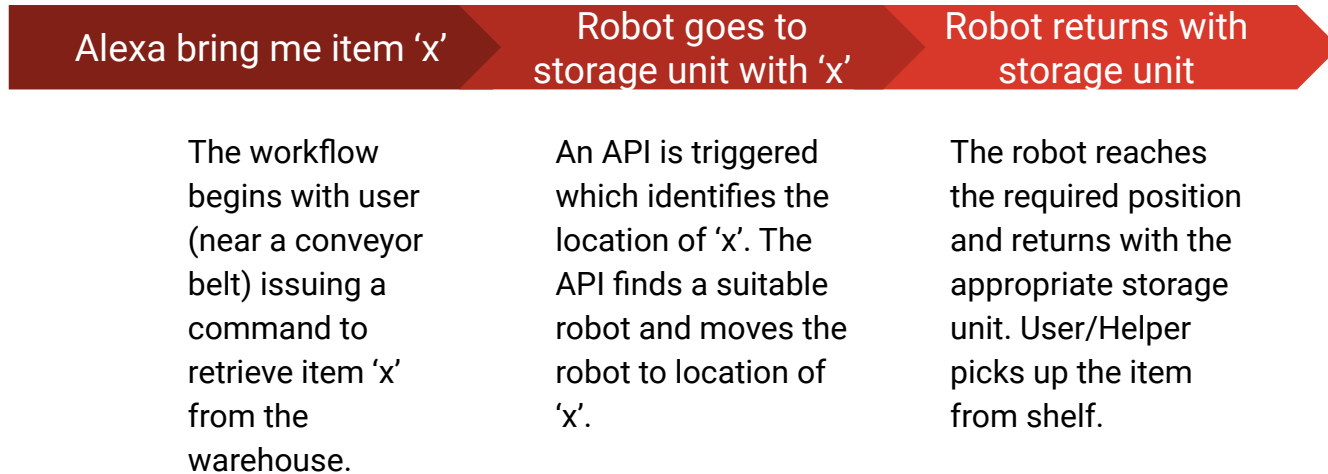 Alexa bring me item ‘x’
Robot goes to
storage unit with ‘x’
Robot returns with
storage unit
The workflow
begins with user
(near a conveyor
belt) issuing a
command to
retrieve item ‘x’
from the
warehouse.
An API is triggered
which identifies the
location of ‘x’. The
API finds a suitable
robot and moves the
robot to location of
‘x’.
The robot reaches
the required position
and returns with the
appropriate storage
unit. User/Helper
picks up the item
from shelf.